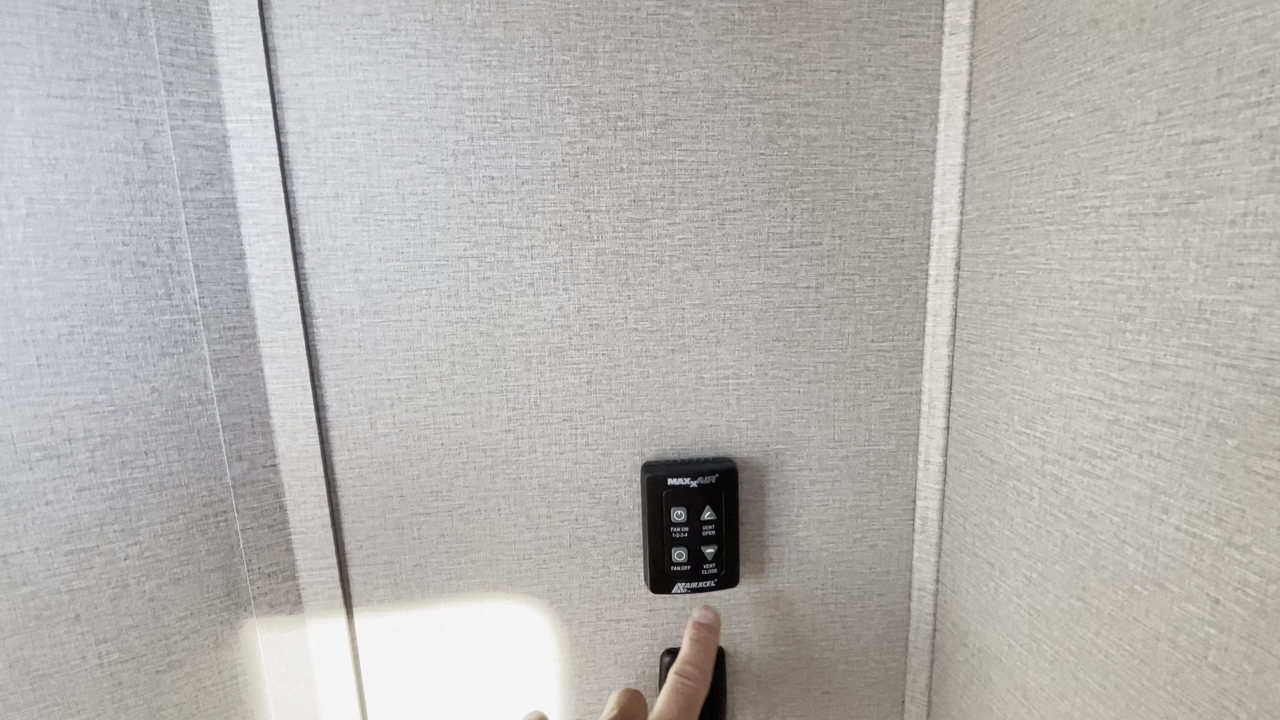 MAXXAIR
FAN ON
1-2-3-4
VENT
OPEN
FAN OFF
VENT
CLOSE
AIRXCEL